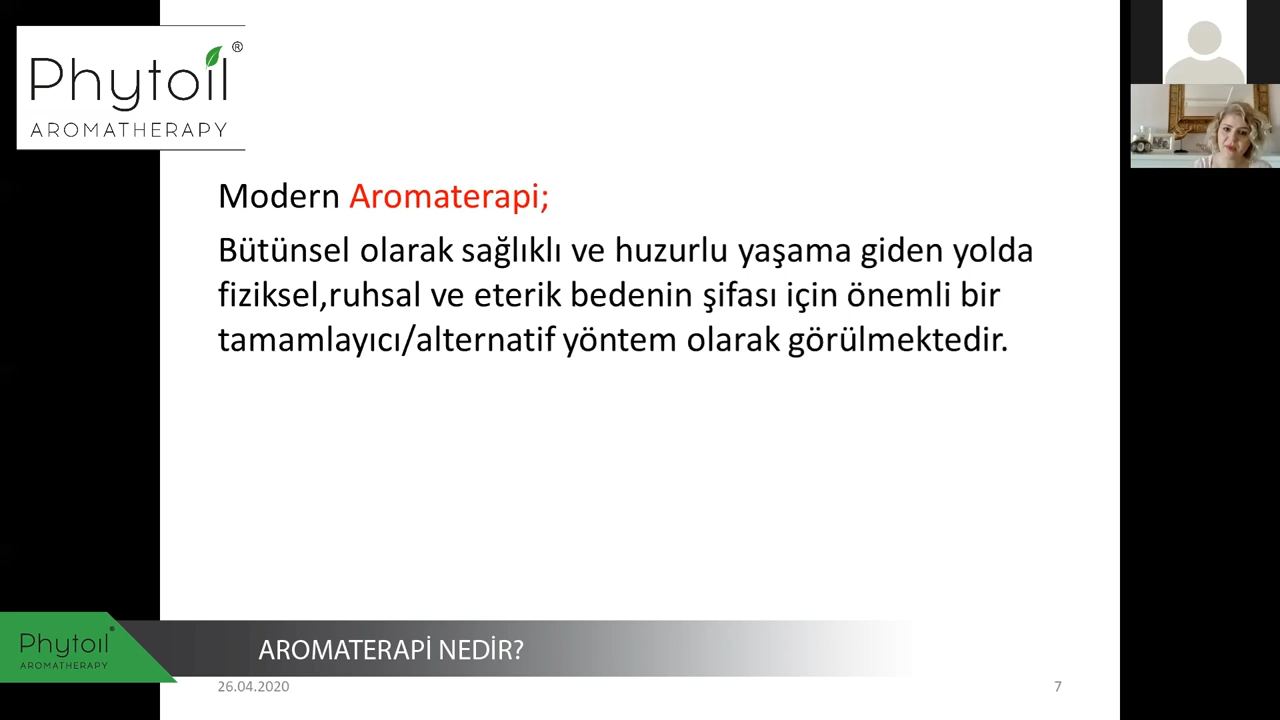 Phytoil®
AROMATHERAPY
Modern Aromaterapi;
Bütünsel olarak sağlıklı ve huzurlu yaşama giden yolda
fiziksel,ruhsal ve eterik bedenin şifası için önemli bir
tamamlayıcı/alternatif yöntem olarak görülmektedir.
Phytoil®
AROMATHERAPY
AROMATERAPİ NEDİR?
26.04.2020
7